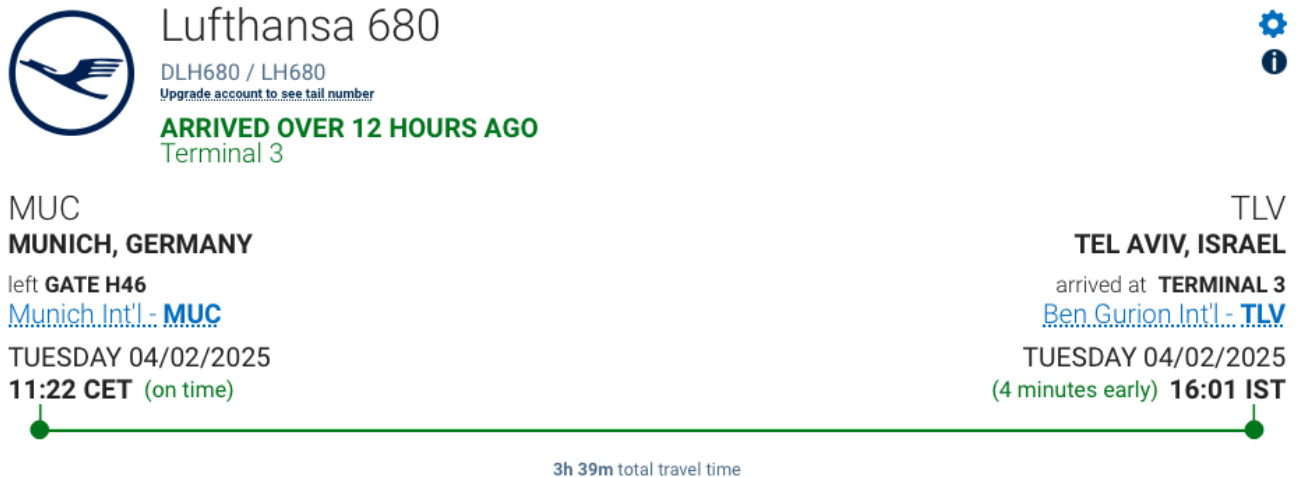 Lufthansa 680
DLH680 / LH680
Upgrade account to see tail number
ARRIVED OVER 12 HOURS AGO
Terminal 3
MUC
MUNICH, GERMANY
left GATE H46
Munich Int'l - MUC
TUESDAY 04/02/2025
11:22 CET (on time)
TLV
TEL AVIV, ISRAEL
arrived at TERMINAL 3
Ben Gurion Int'l - TLV
TUESDAY 04/02/2025
(4 minutes early) 16:01 IST
3h 39m total travel time